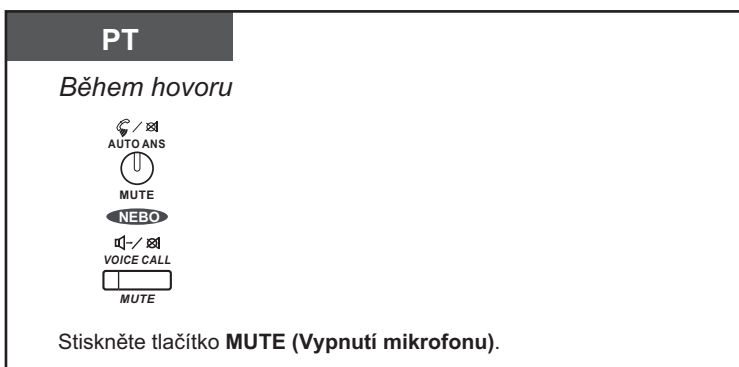 PT
Během hovoru
AUTO ANS
MUTE
NEBO
VOICE CALL
MUTE
Stiskněte tlačítko MUTE (Vypnutí mikrofonu).